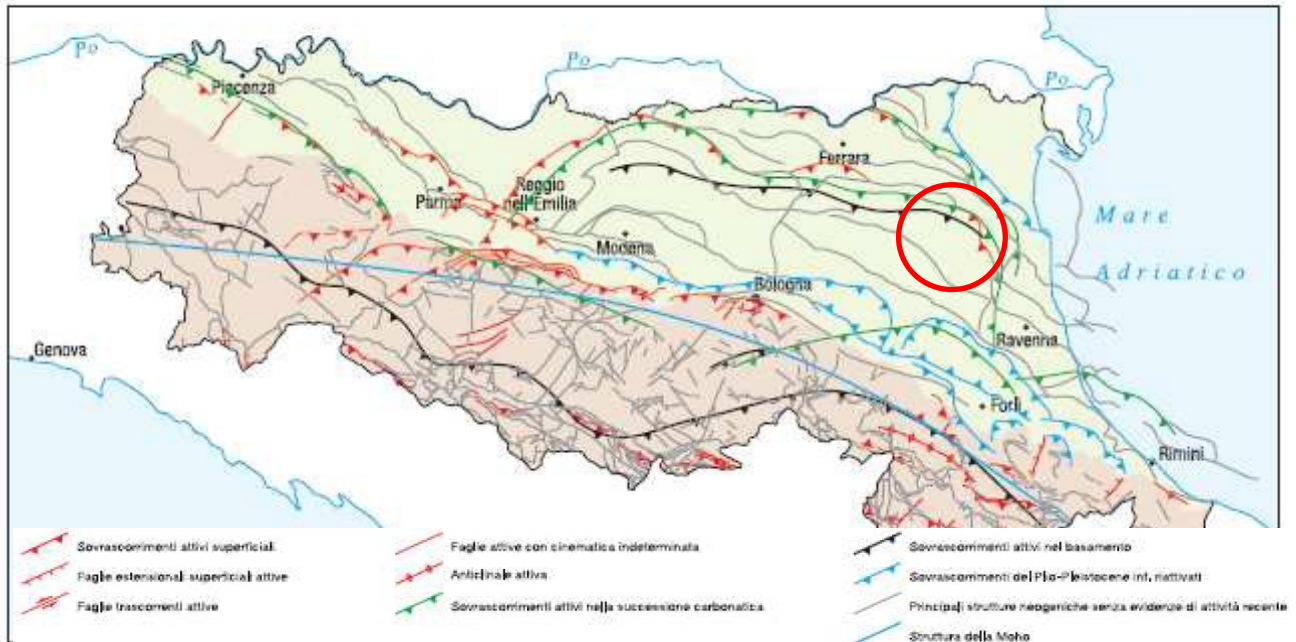 Po
Piacenza
Po
Po
Ferrara
Parma
Reggio
nell'Emilia
Modena
Mare
Adriatico
Bologna
Ravenna
Genova
Forlì
Rimini
Sovrascorrimenti attivi superficiali
Faglie estensionali superficiali attive
Faglie trascorrenti attive
Faglie attive con cinematica indeterminata
Anticlinale attiva
Sovrascorrimenti attivi nella successione carbonatica
Sovrascorrimenti attivi nel basamento
Sovrascorrimenti del Plio-Pleistocene inf. riattivati
Principali strutture neogeniche senza evidenze di attività recente
Struttura della Moho